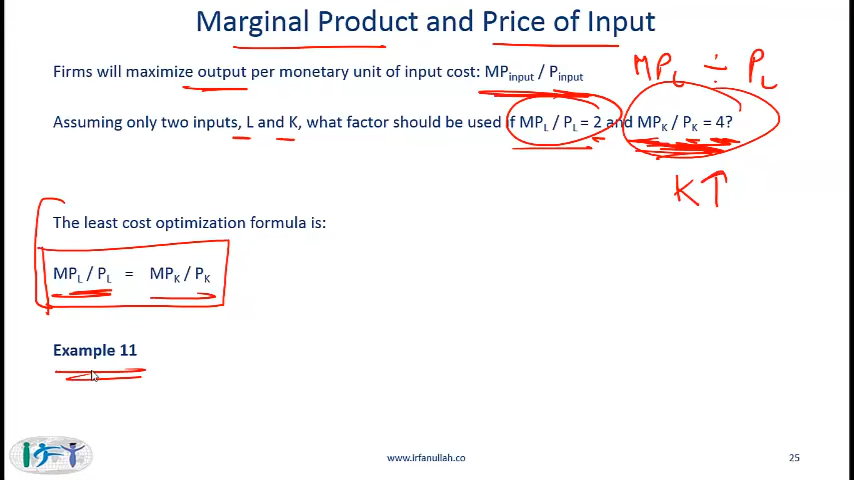 Marginal Product and Price of Input
Firms will maximize output per monetary unit of input cost: MPinput / Pinput
MPL ÷ PL
Assuming only two inputs, L and K, what factor should be used if MPL / PL = 2 and MPK / PK = 4?
K↑
The least cost optimization formula is:
MPL / PL = MPK / PK
Example 11
www.irfanullah.co
25